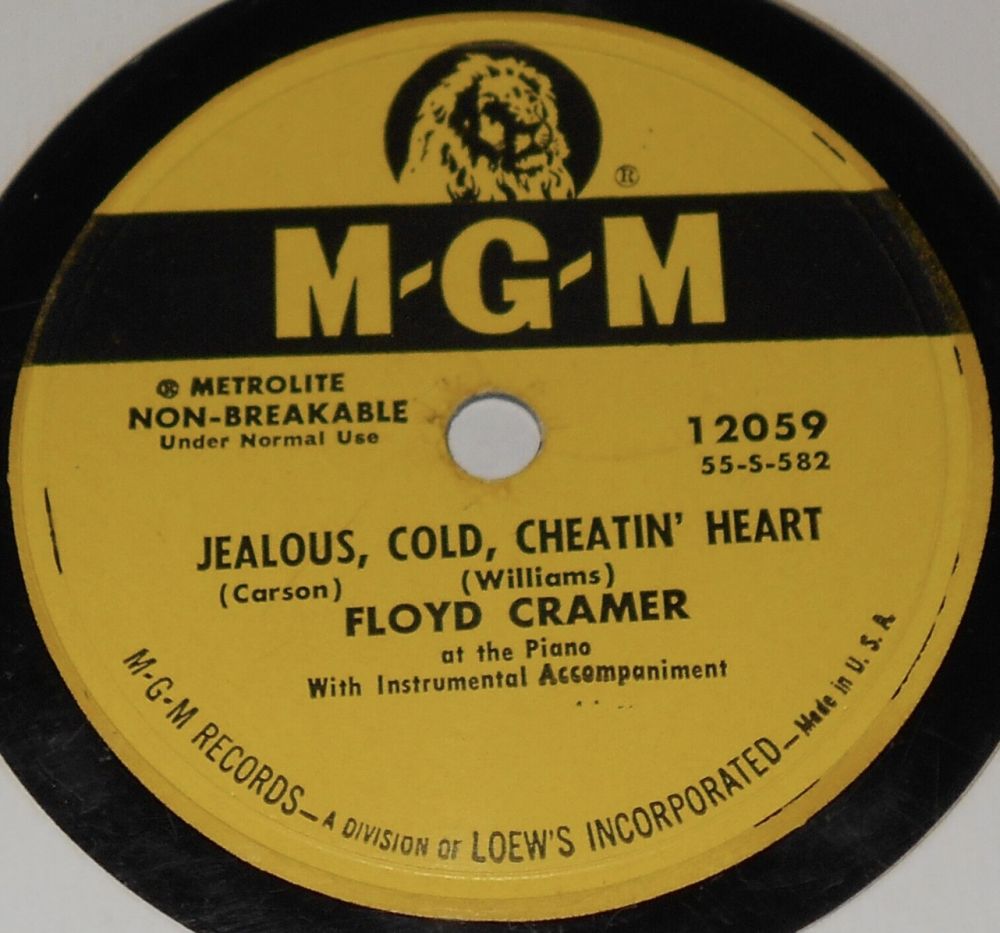 ®
M-G-M
® METROLITE
NON-BREAKABLE
Under Normal Use
12059
55-S-582
JEALOUS, COLD, CHEATIN' HEART
(Carson) (Williams)
FLOYD CRAMER
at the Piano
With Instrumental Accompaniment
M-G-M RECORDS—A DIVISION OF LOEW'S INCORPORATED—Made in U. S. A.